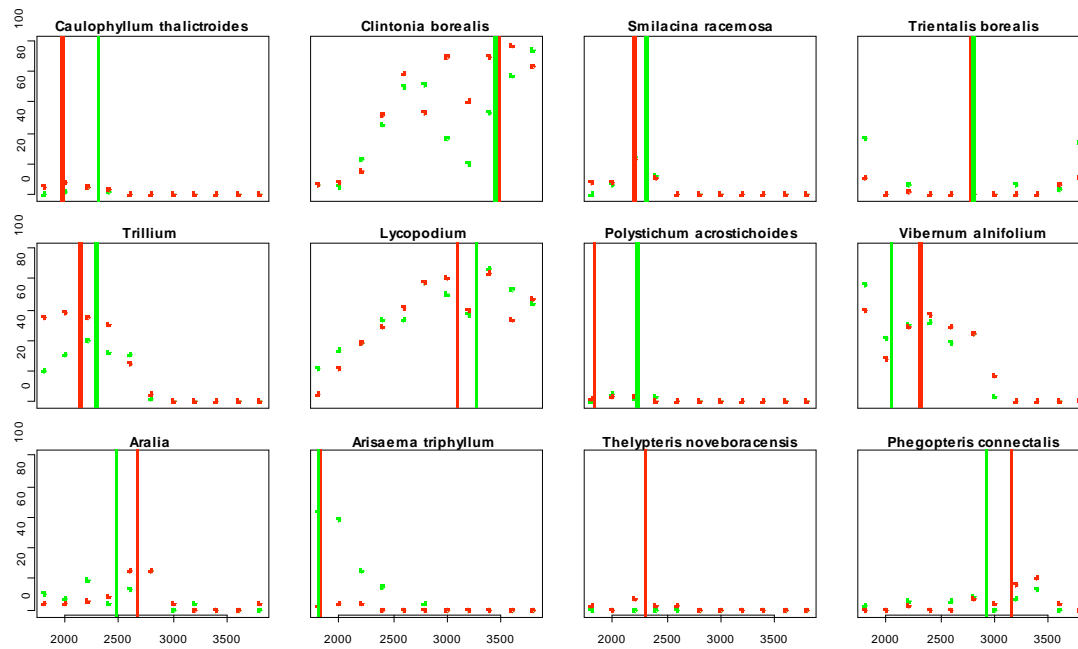 Caulophyllum thalictroides Clintonia borealis Smilacina racemosa Trientalis borealis
0 20 40 60 80 100
Trillium Lycopodium Polystichum acrostichoides Vibernum alnifolium
0 20 40 60 80 100
Aralia Arisaema triphyllum Thelypteris noveboracensis Phegopteris connectalis
0 20 40 60 80 100
2000 2500 3000 3500 2000 2500 3000 3500 2000 2500 3000 3500 2000 2500 3000 3500